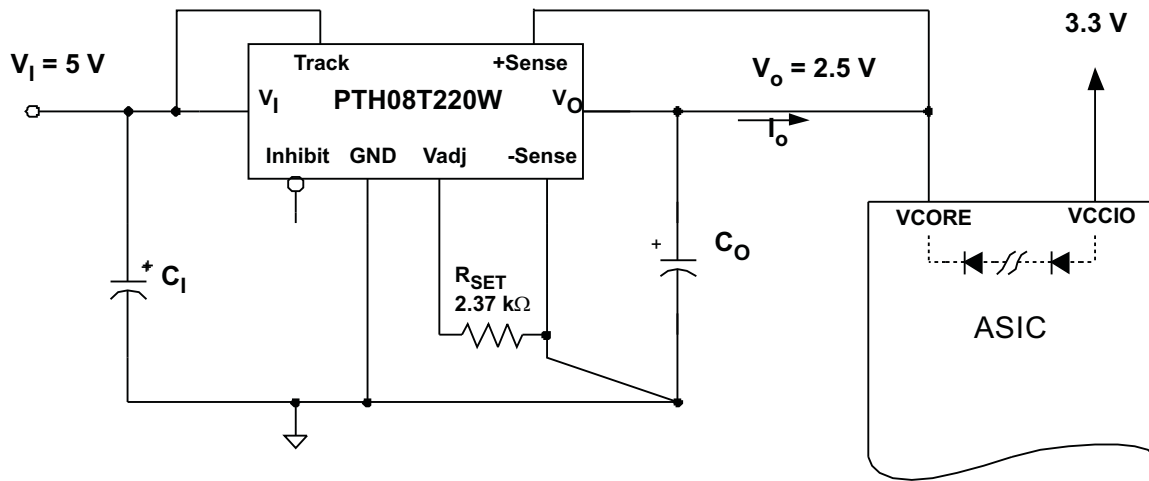 3.3 V
V_I = 5 V
Track
+Sense
V_o = 2.5 V
V_I
PTH08T220W
V_O
I_o
Inhibit
GND
Vadj
-Sense
VCORE
VCCIO
+
C_I
R_SET
2.37 kΩ
+
C_O
ASIC